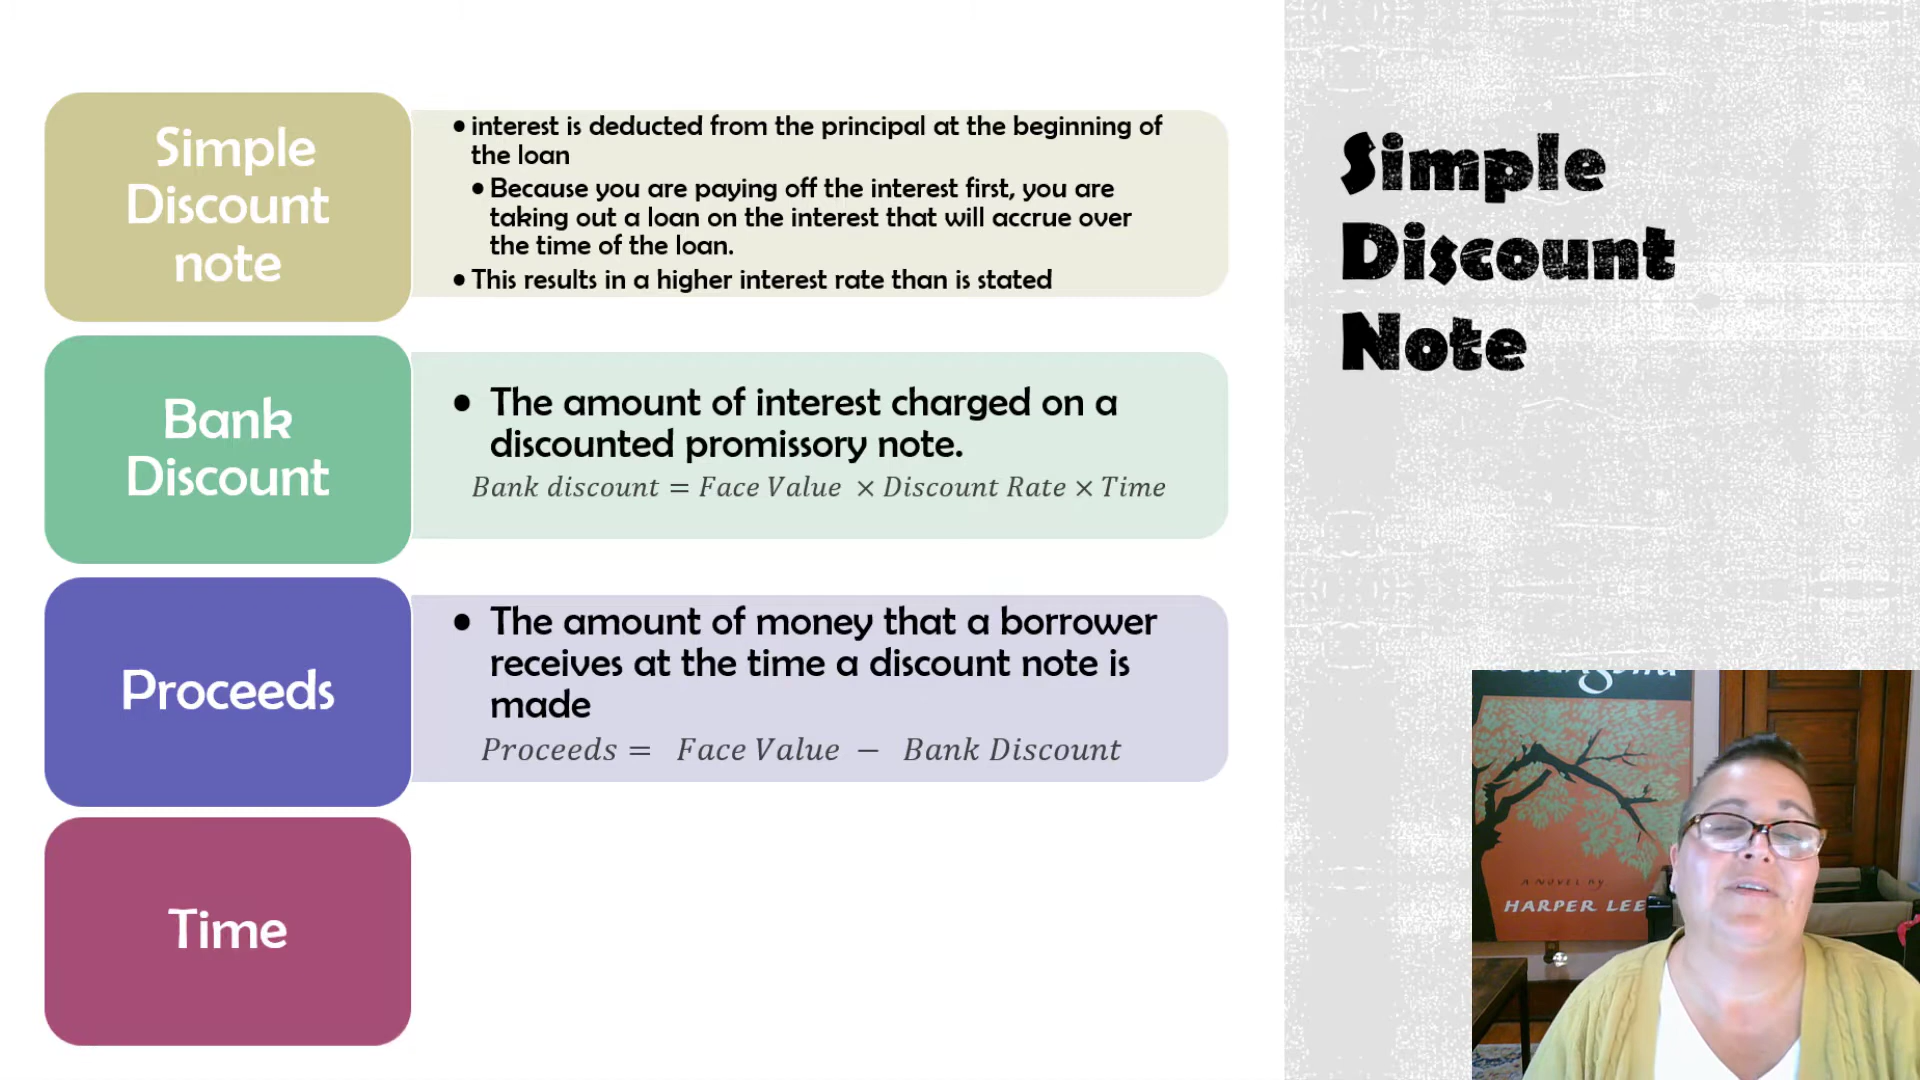 Simple
Discount
note
• interest is deducted from the principal at the beginning of
the loan
• Because you are paying off the interest first, you are
taking out a loan on the interest that will accrue over
the time of the loan.
• This results in a higher interest rate than is stated
Bank
Discount
• The amount of interest charged on a
discounted promissory note.
Bank discount = Face Value × Discount Rate × Time
Proceeds
• The amount of money that a borrower
receives at the time a discount note is
made
Proceeds = Face Value − Bank Discount
Time
Simple
Discount
Note
A NOVEL BY
HARPER LEE